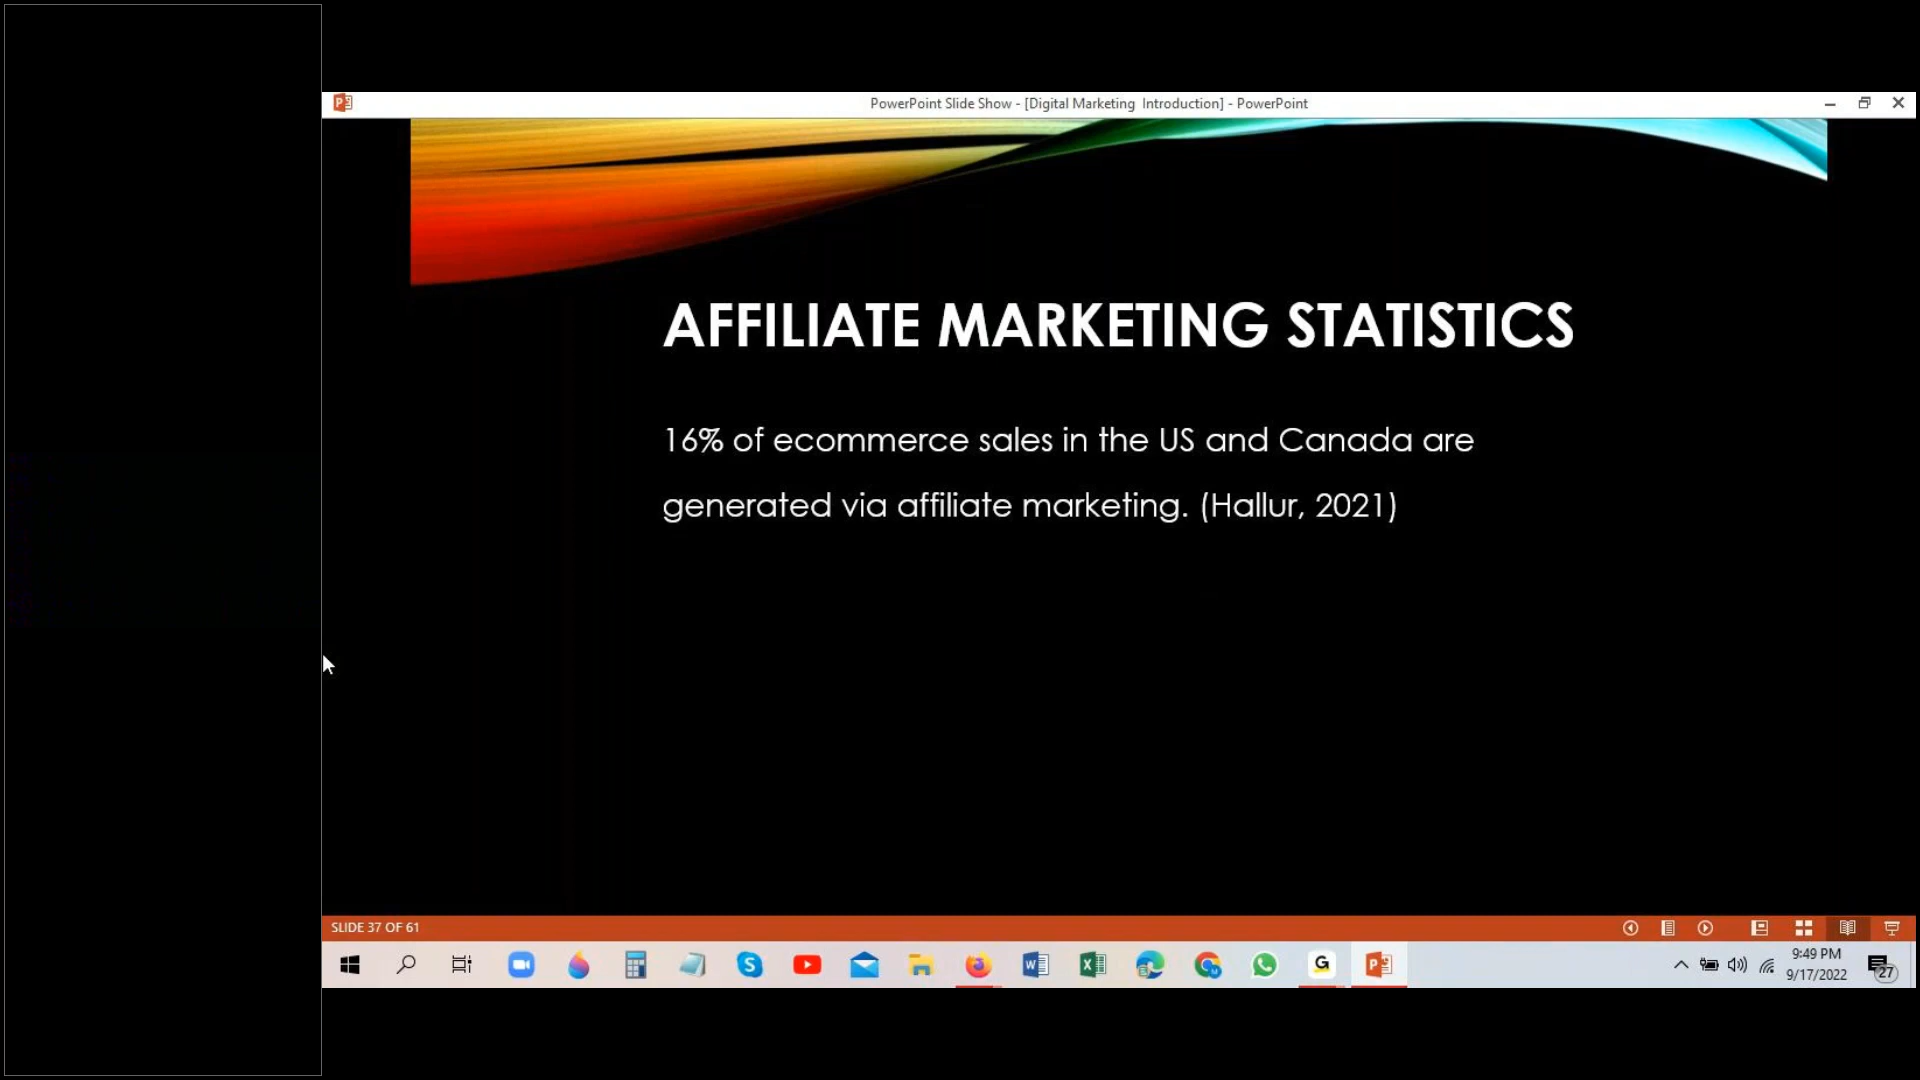 PowerPoint Slide Show - [Digital Marketing  Introduction] - PowerPoint
AFFILIATE MARKETING STATISTICS
16% of ecommerce sales in the US and Canada are
generated via affiliate marketing. (Hallur, 2021)
SLIDE 37 OF 61
9:49 PM
9/17/2022
27